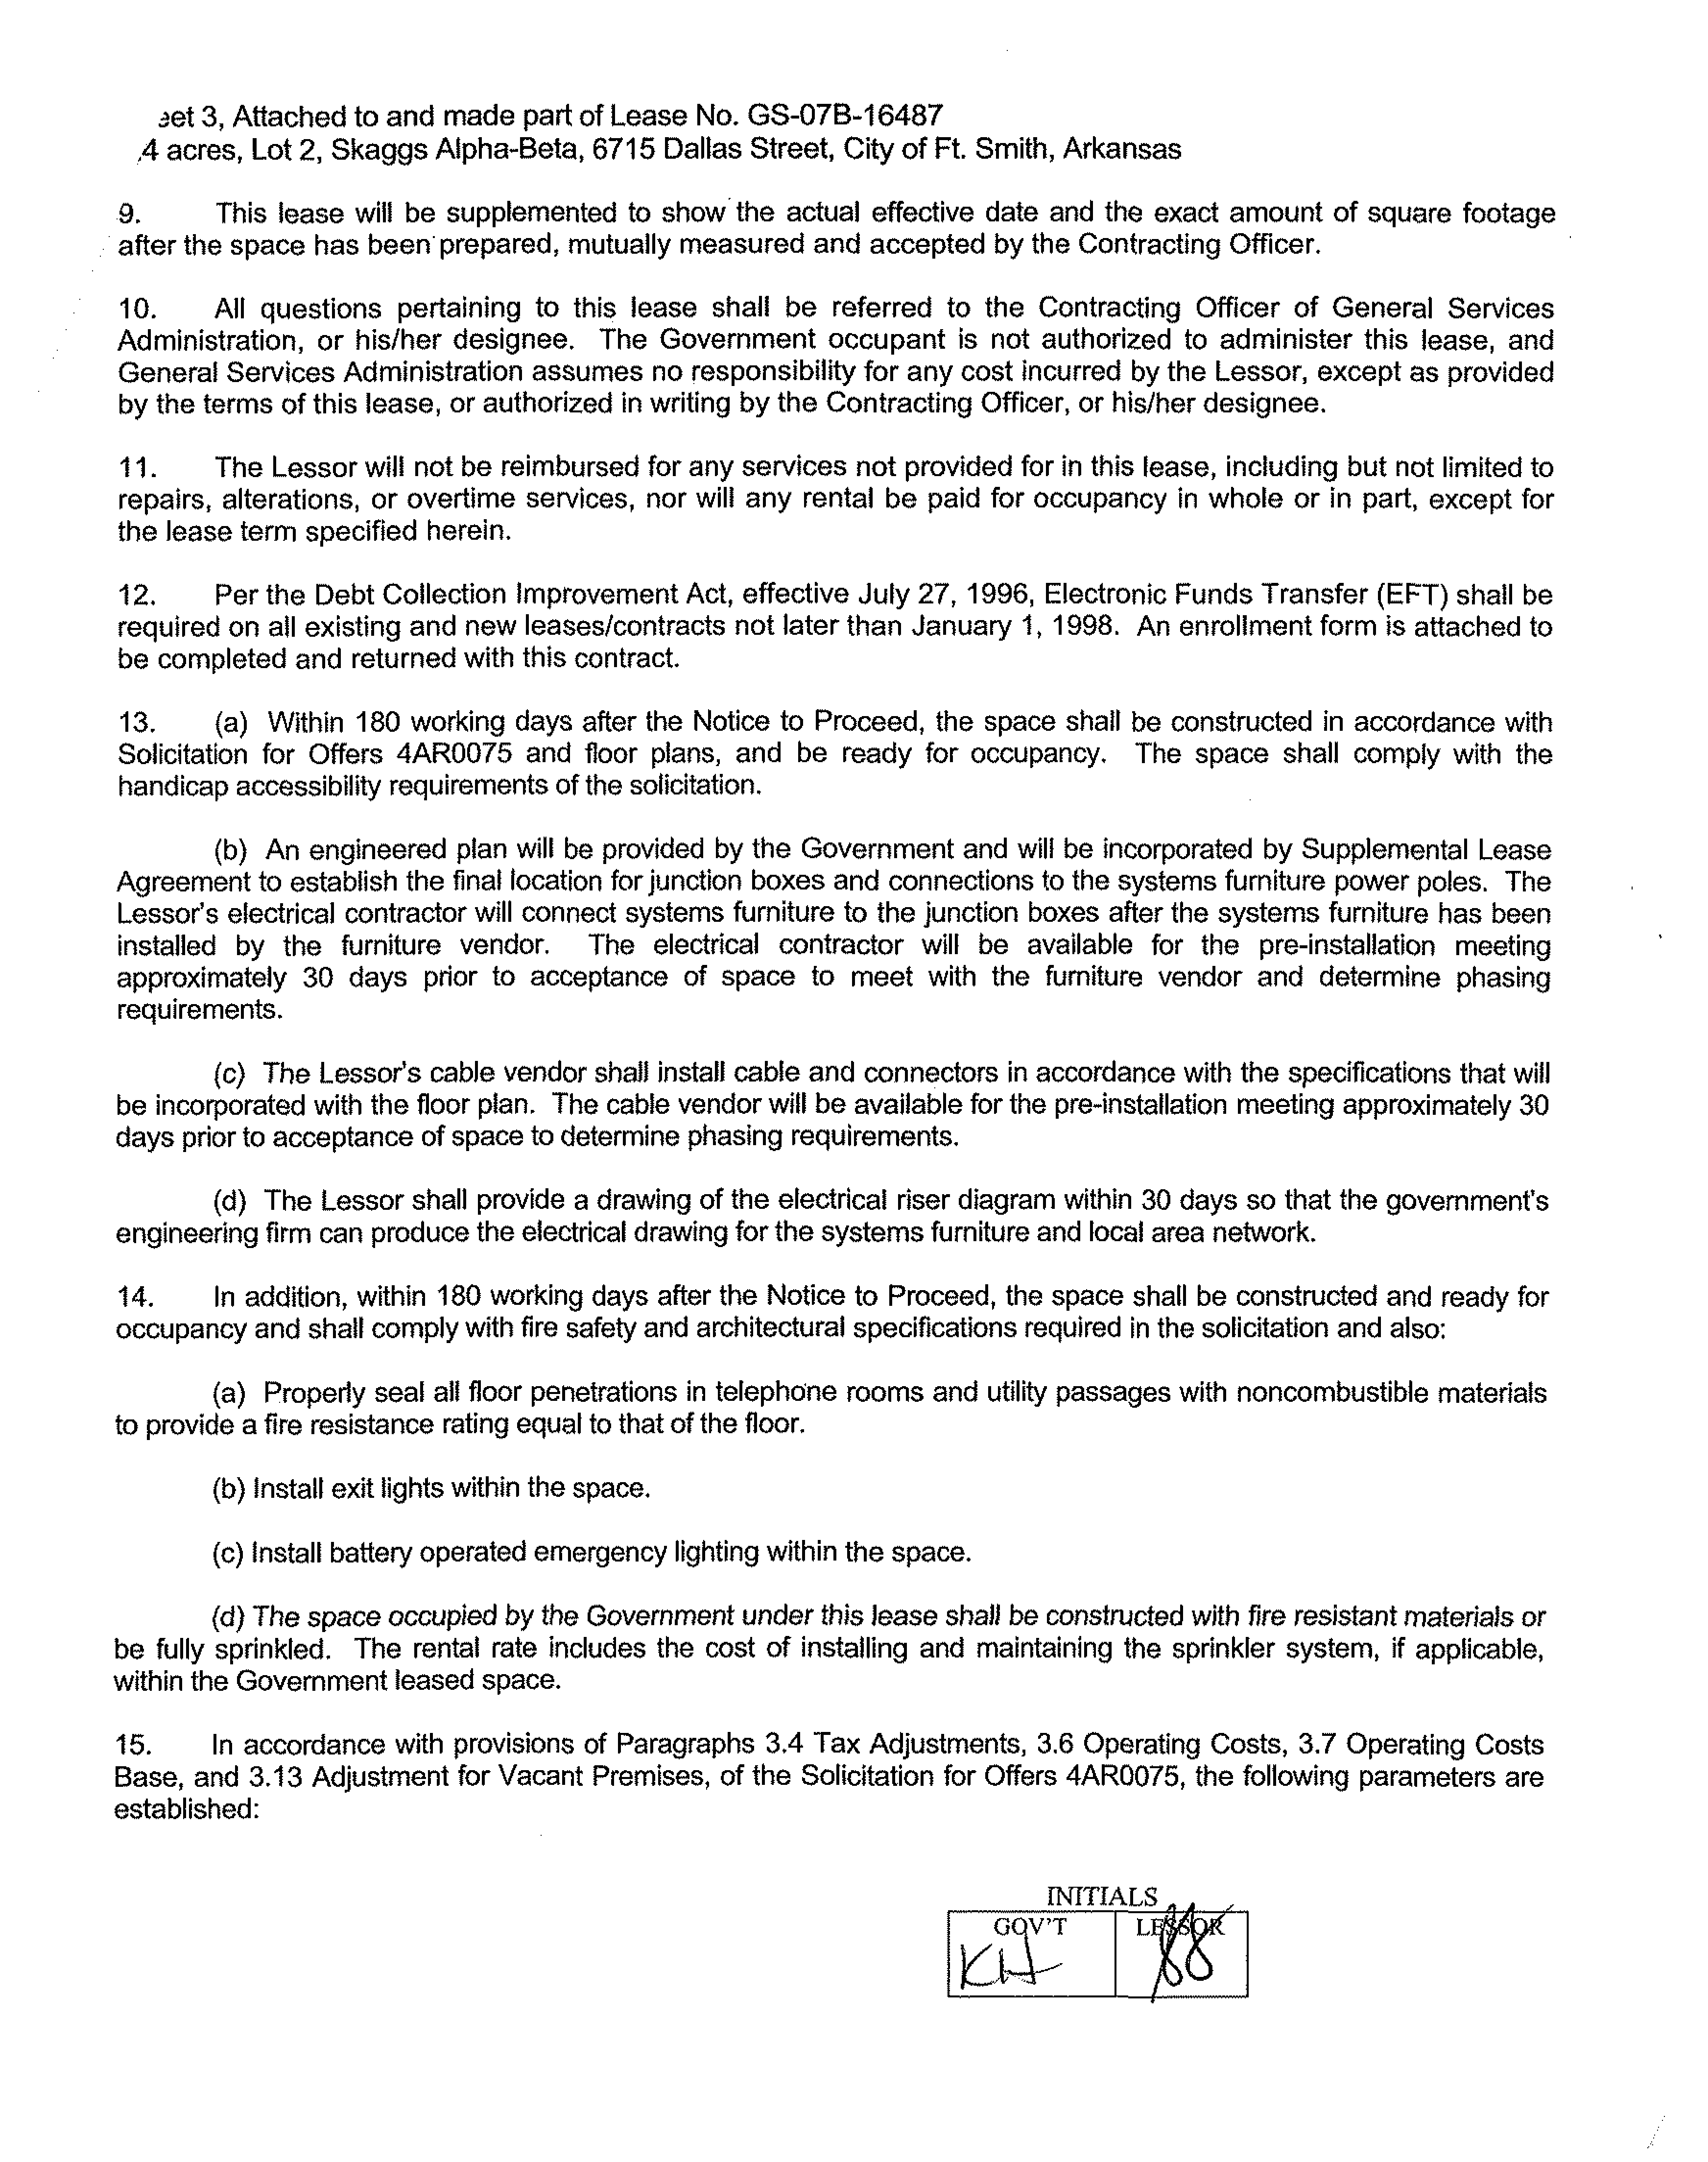 eet 3, Attached to and made part of Lease No. GS-07B-16487
.4 acres, Lot 2, Skaggs Alpha-Beta, 6715 Dallas Street, City of Ft. Smith, Arkansas
9. This lease will be supplemented to show the actual effective date and the exact amount of square footage
after the space has been prepared, mutually measured and accepted by the Contracting Officer.
10. All questions pertaining to this lease shall be referred to the Contracting Officer of General Services
Administration, or his/her designee. The Government occupant is not authorized to administer this lease, and
General Services Administration assumes no responsibility for any cost incurred by the Lessor, except as provided
by the terms of this lease, or authorized in writing by the Contracting Officer, or his/her designee.
11. The Lessor will not be reimbursed for any services not provided for in this lease, including but not limited to
repairs, alterations, or overtime services, nor will any rental be paid for occupancy in whole or in part, except for
the lease term specified herein.
12. Per the Debt Collection Improvement Act, effective July 27, 1996, Electronic Funds Transfer (EFT) shall be
required on all existing and new leases/contracts not later than January 1, 1998. An enrollment form is attached to
be completed and returned with this contract.
13. (a) Within 180 working days after the Notice to Proceed, the space shall be constructed in accordance with
Solicitation for Offers 4AR0075 and floor plans, and be ready for occupancy. The space shall comply with the
handicap accessibility requirements of the solicitation.
(b) An engineered plan will be provided by the Government and will be incorporated by Supplemental Lease
Agreement to establish the final location for junction boxes and connections to the systems furniture power poles. The
Lessor's electrical contractor will connect systems furniture to the junction boxes after the systems furniture has been
installed by the furniture vendor. The electrical contractor will be available for the pre-installation meeting
approximately 30 days prior to acceptance of space to meet with the furniture vendor and determine phasing
requirements.
(c) The Lessor's cable vendor shall install cable and connectors in accordance with the specifications that will
be incorporated with the floor plan. The cable vendor will be available for the pre-installation meeting approximately 30
days prior to acceptance of space to determine phasing requirements.
(d) The Lessor shall provide a drawing of the electrical riser diagram within 30 days so that the government's
engineering firm can produce the electrical drawing for the systems furniture and local area network.
14. In addition, within 180 working days after the Notice to Proceed, the space shall be constructed and ready for
occupancy and shall comply with fire safety and architectural specifications required in the solicitation and also:
(a) Properly seal all floor penetrations in telephone rooms and utility passages with noncombustible materials
to provide a fire resistance rating equal to that of the floor.
(b) Install exit lights within the space.
(c) Install battery operated emergency lighting within the space.
(d) The space occupied by the Government under this lease shall be constructed with fire resistant materials or
be fully sprinkled. The rental rate includes the cost of installing and maintaining the sprinkler system, if applicable,
within the Government leased space.
15. In accordance with provisions of Paragraphs 3.4 Tax Adjustments, 3.6 Operating Costs, 3.7 Operating Costs
Base, and 3.13 Adjustment for Vacant Premises, of the Solicitation for Offers 4AR0075, the following parameters are
established:
INITIALS
GOV'T LESSOR
KH